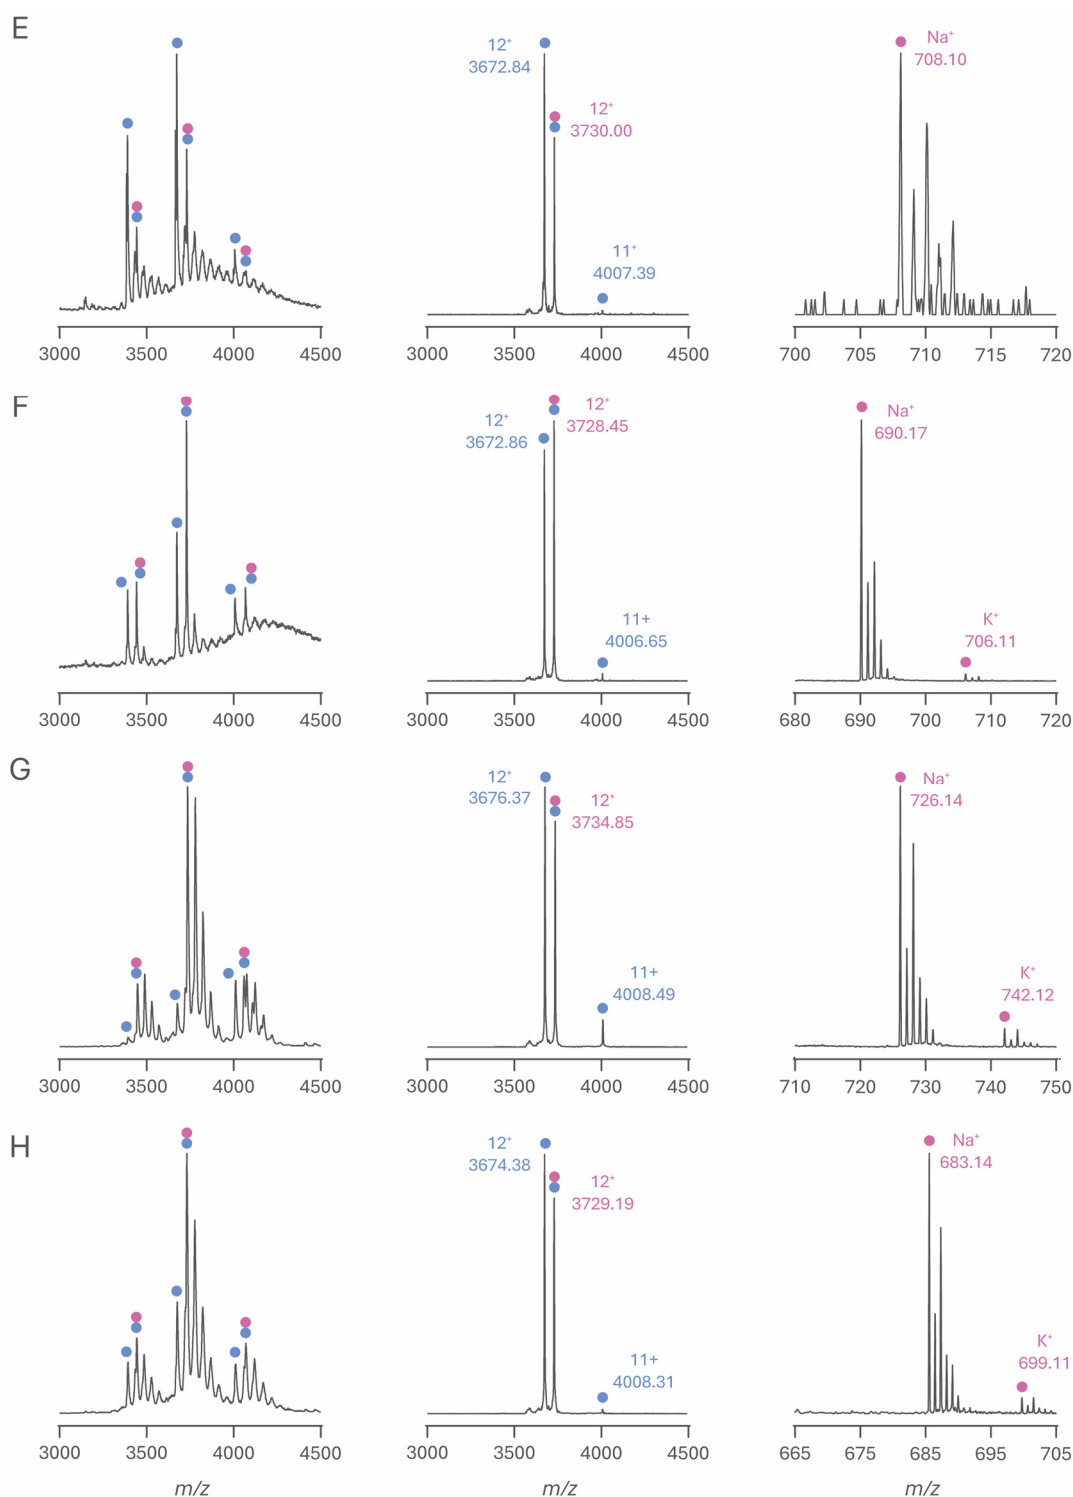 E
12⁺
3672.84
12⁺
3730.00
11⁺
4007.39
Na⁺
708.10
3000 3500 4000 4500
3000 3500 4000 4500
700 705 710 715 720
F
12⁺
3672.86
12⁺
3728.45
11+
4006.65
Na⁺
690.17
K⁺
706.11
3000 3500 4000 4500
3000 3500 4000 4500
680 690 700 710 720
G
12⁺
3676.37
12⁺
3734.85
11+
4008.49
Na⁺
726.14
K⁺
742.12
3000 3500 4000 4500
3000 3500 4000 4500
710 720 730 740 750
H
12⁺
3674.38
12⁺
3729.19
11+
4008.31
Na⁺
683.14
K⁺
699.11
3000 3500 4000 4500
3000 3500 4000 4500
665 675 685 695 705
m/z m/z m/z